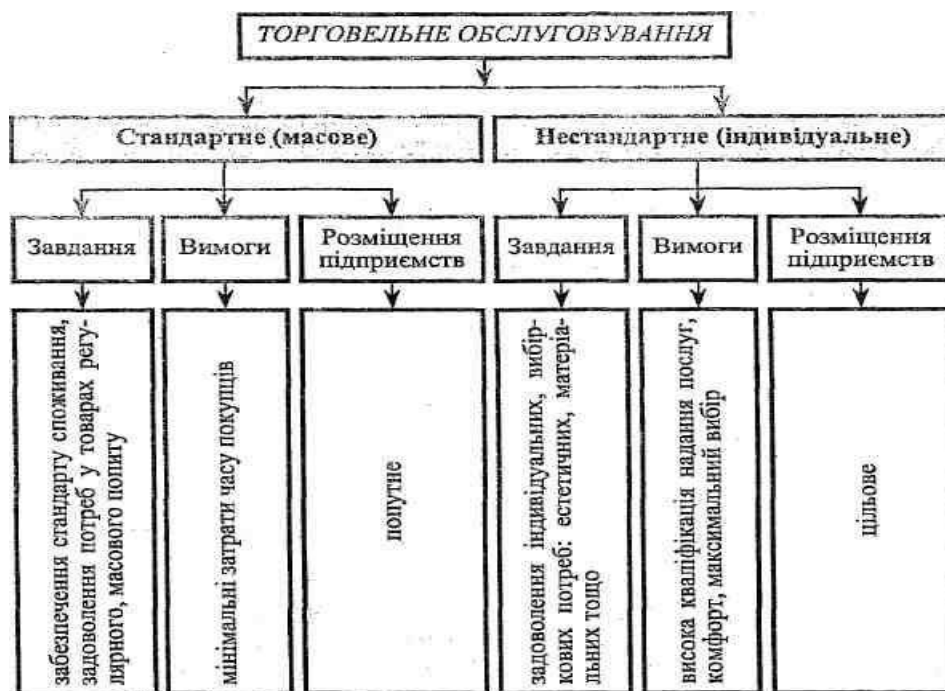 ТОРГОВЕЛЬНЕ ОБСЛУГОВУВАННЯ
Стандартне (масове)
Нестандартне (індивідуальне)
Завдання
Вимоги
Розміщення
підприємств
Завдання
Вимоги
Розміщення
підприємств
забезпечення стандарту споживання,
задоволення потреб у товарах регу-
лярного, масового попиту
мінімальні затрати часу покупців
попутне
задоволення індивідуальних, вибір-
кових потреб: естетичних, матеріа-
льних тощо
висока кваліфікація надання послуг,
комфорт, максимальний вибір
цільове